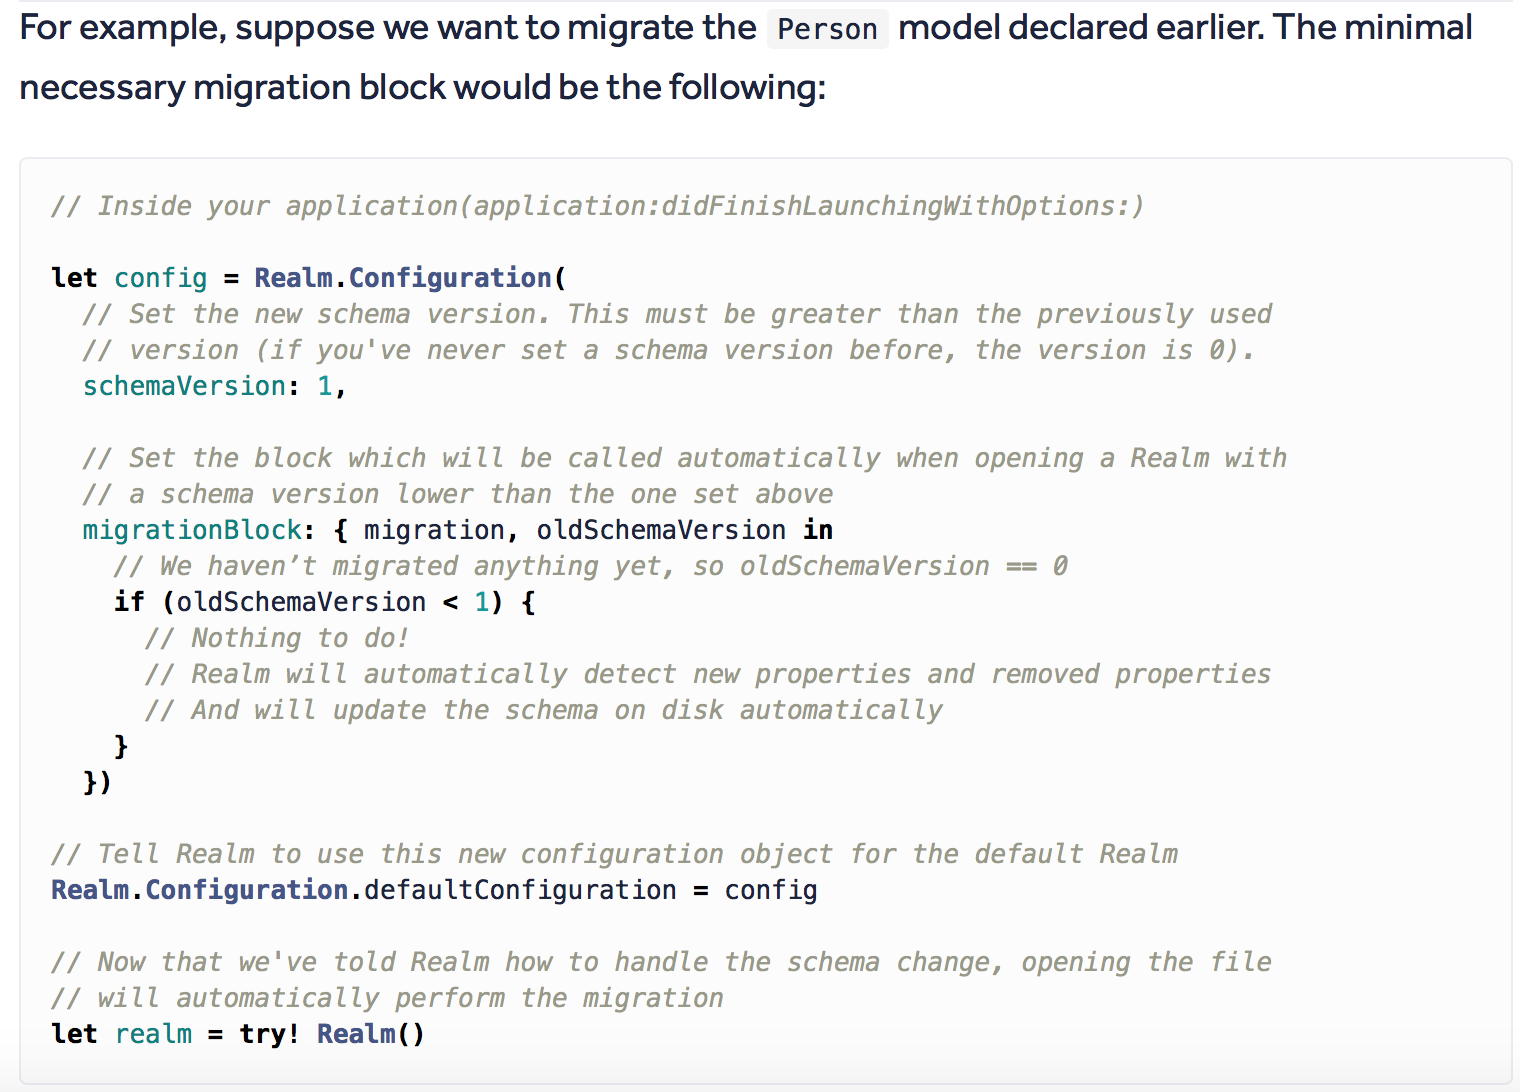 For example, suppose we want to migrate the Person model declared earlier. The minimal
necessary migration block would be the following:
// Inside your application(application:didFinishLaunchingWithOptions:)
let config = Realm.Configuration(
// Set the new schema version. This must be greater than the previously used
// version (if you've never set a schema version before, the version is 0).
schemaVersion: 1,
// Set the block which will be called automatically when opening a Realm with
// a schema version lower than the one set above
migrationBlock: { migration, oldSchemaVersion in
// We haven’t migrated anything yet, so oldSchemaVersion == 0
if (oldSchemaVersion < 1) {
// Nothing to do!
// Realm will automatically detect new properties and removed properties
// And will update the schema on disk automatically
}
})
// Tell Realm to use this new configuration object for the default Realm
Realm.Configuration.defaultConfiguration = config
// Now that we've told Realm how to handle the schema change, opening the file
// will automatically perform the migration
let realm = try! Realm()